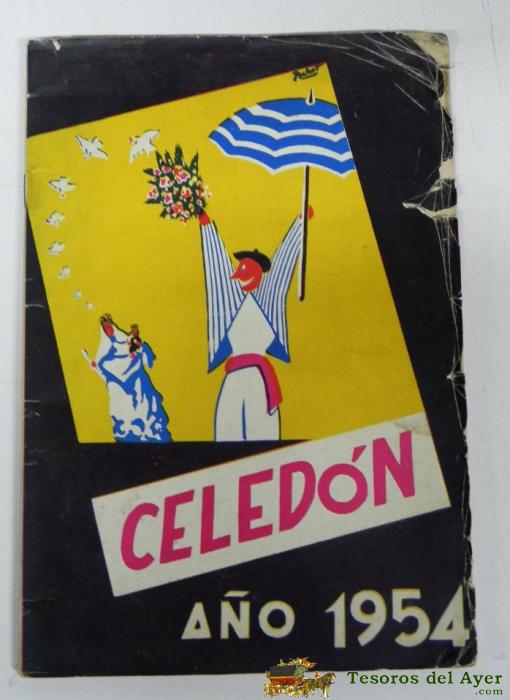 CELEDÓN
AÑO 1954
Tesoros del Ayer
.com